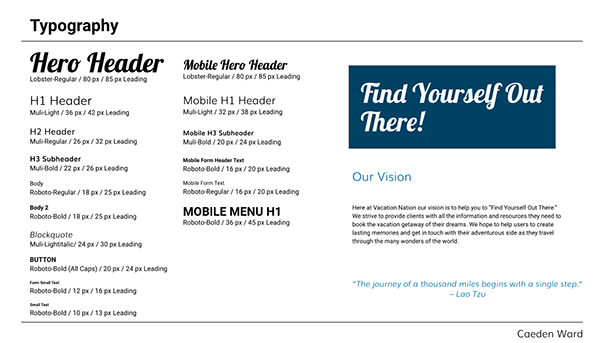 Typography
Hero Header
Lobster-Regular / 80 px / 85 px Leading
H1 Header
Muli-Light / 36 px / 42 px Leading
H2 Header
Muli-Regular / 26 px / 32 px Leading
H3 Subheader
Muli-Bold / 22 px / 26 px Leading
Body
Roboto-Regular / 18 px / 25 px Leading
Body 2
Roboto-Bold / 18 px / 25 px Leading
Blockquote
Muli-Lightitalic/ 24 px / 30 px Leading
BUTTON
Roboto-Bold (All Caps) / 20 px / 24 px Leading
Form Small Text
Roboto-Bold / 12 px / 16 px Leading
Small Text
Roboto-Bold / 10 px / 13 px Leading
Mobile Hero Header
Lobster-Regular / 80 px / 85 px Leading
Mobile H1 Header
Muli-Light / 32 px / 38 px Leading
Mobile H3 Subheader
Muli-Bold / 20 px / 24 px Leading
Mobile Form Header Text
Roboto-Bold / 16 px / 20 px Leading
Mobile Form Text
Roboto-Regular / 16 px / 20 px Leading
MOBILE MENU H1
Roboto-Bold / 36 px / 45 px Leading
Find Yourself Out
There!
Our Vision
Here at Vacation Nation our vision is to help you to "Find Yourself Out There."
We strive to provide clients with all the information and resources they need to
book the vacation getaway of their dreams. We hope to help users to create
lasting memories and get in touch with their adventurous side as they travel
through the many wonders of the world.
"The journey of a thousand miles begins with a single step."
– Lao Tzu
Caeden Ward